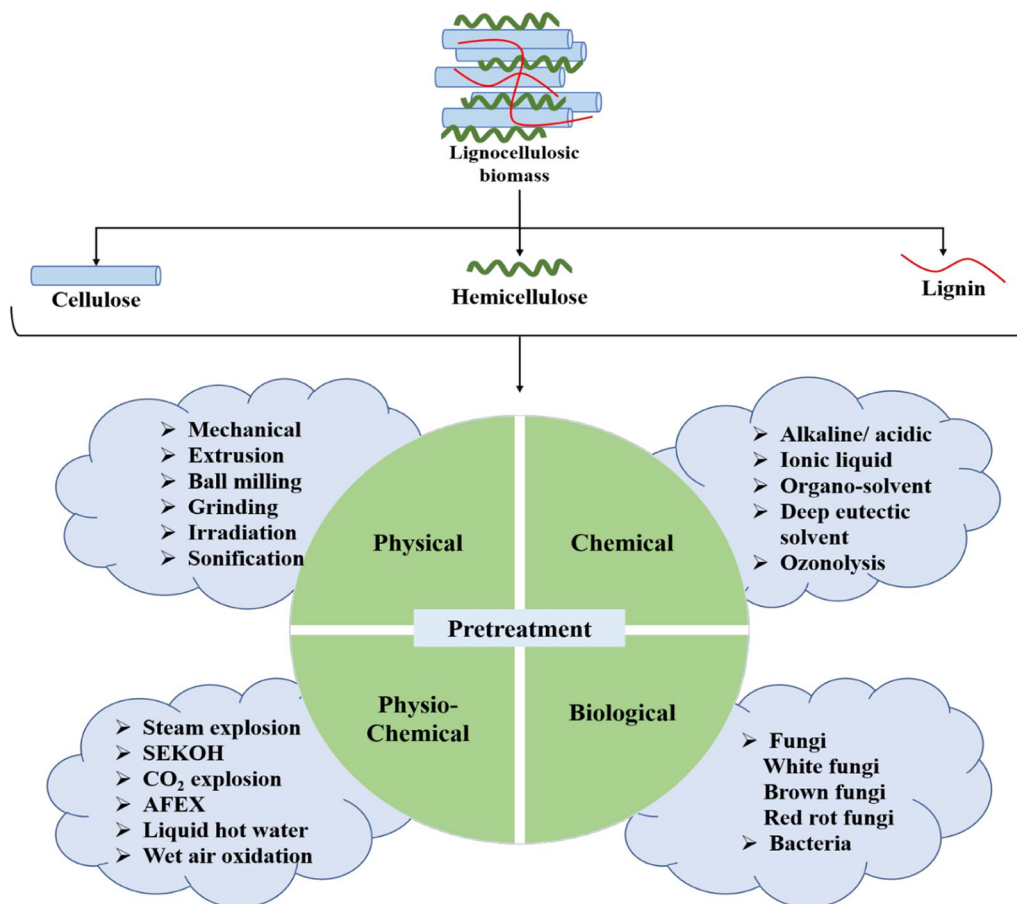 Lignocellulosic
biomass
Cellulose
Hemicellulose
Lignin
➢ Mechanical
➢ Extrusion
➢ Ball milling
➢ Grinding
➢ Irradiation
➢ Sonification
Physical
Chemical
➢ Alkaline/ acidic
➢ Ionic liquid
➢ Organo-solvent
➢ Deep eutectic
solvent
➢ Ozonolysis
Pretreatment
➢ Steam explosion
➢ SEKOH
➢ CO₂ explosion
➢ AFEX
➢ Liquid hot water
➢ Wet air oxidation
Physio-
Chemical
Biological
➢ Fungi
White fungi
Brown fungi
Red rot fungi
➢ Bacteria